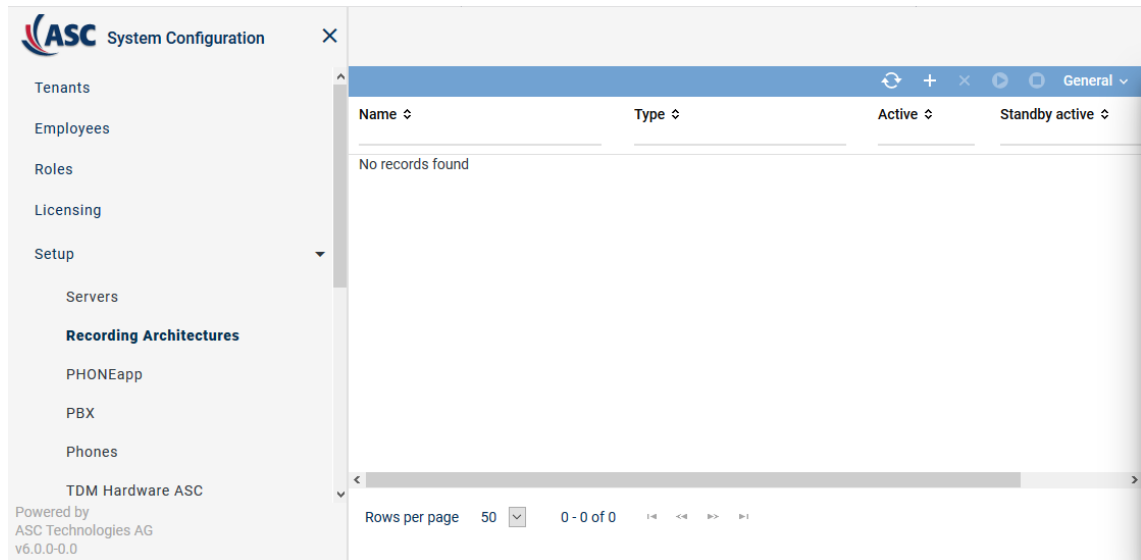 ASC System Configuration
Tenants
Employees
Roles
Licensing
Setup
Servers
Recording Architectures
PHONEapp
PBX
Phones
TDM Hardware ASC
Powered by
ASC Technologies AG
v6.0.0-0.0
General
Name Type Active Standby active
No records found
Rows per page 50 0 - 0 of 0